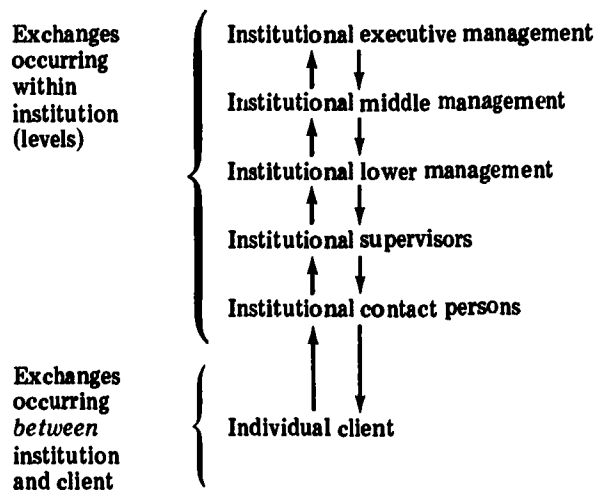 Exchanges
occurring
within
institution
(levels)
Institutional executive management
Institutional middle management
Institutional lower management
Institutional supervisors
Institutional contact persons
Exchanges
occurring
between
institution
and client
Individual client